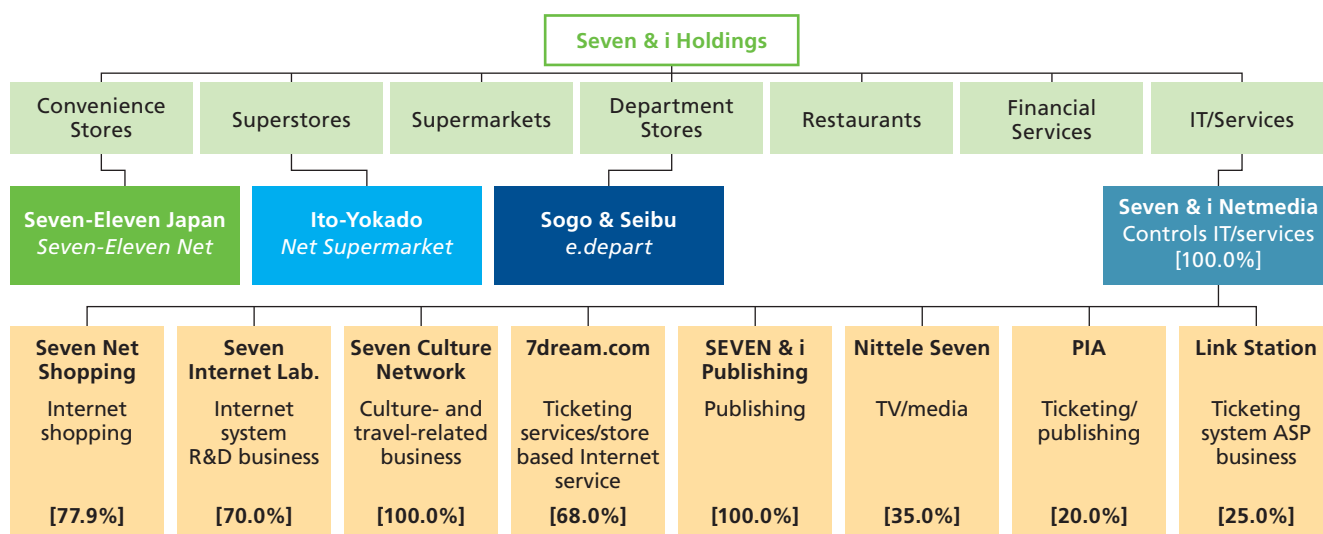 Seven & i Holdings
Convenience
Stores
Superstores
Supermarkets
Department
Stores
Restaurants
Financial
Services
IT/Services
Seven-Eleven Japan
Seven-Eleven Net
Ito-Yokado
Net Supermarket
Sogo & Seibu
e.depart
Seven & i Netmedia
Controls IT/services
[100.0%]
Seven Net
Shopping
Internet
shopping
[77.9%]
Seven
Internet Lab.
Internet
system
R&D business
[70.0%]
Seven Culture
Network
Culture- and
travel-related
business
[100.0%]
7dream.com
Ticketing
services/store
based Internet
service
[68.0%]
SEVEN & i
Publishing
Publishing
[100.0%]
Nittele Seven
TV/media
[35.0%]
PIA
Ticketing/
publishing
[20.0%]
Link Station
Ticketing
system ASP
business
[25.0%]